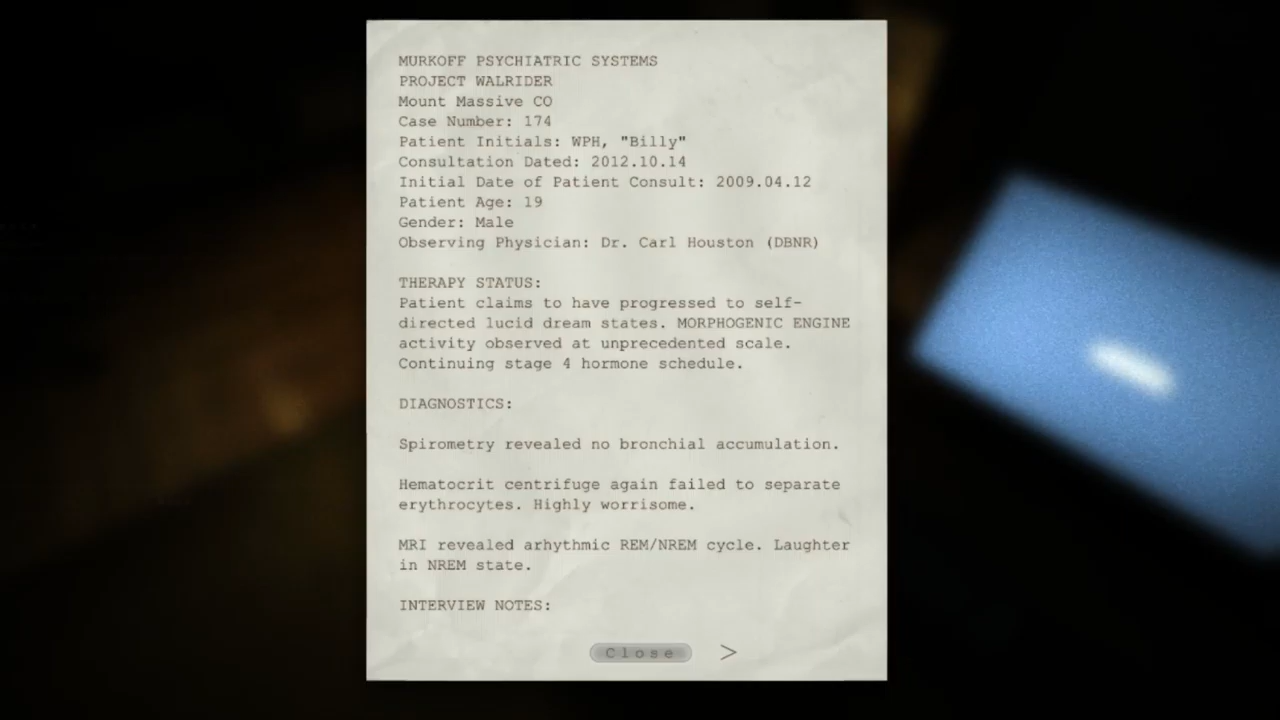 MURKOFF PSYCHIATRIC SYSTEMS
PROJECT WALRIDER
Mount Massive CO
Case Number: 174
Patient Initials: WPH, "Billy"
Consultation Dated: 2012.10.14
Initial Date of Patient Consult: 2009.04.12
Patient Age: 19
Gender: Male
Observing Physician: Dr. Carl Houston (DBNR)
THERAPY STATUS:
Patient claims to have progressed to self-
directed lucid dream states. MORPHOGENIC ENGINE
activity observed at unprecedented scale.
Continuing stage 4 hormone schedule.
DIAGNOSTICS:
Spirometry revealed no bronchial accumulation.
Hematocrit centrifuge again failed to separate
erythrocytes. Highly worrisome.
MRI revealed arhythmic REM/NREM cycle. Laughter
in NREM state.
INTERVIEW NOTES:
Close >